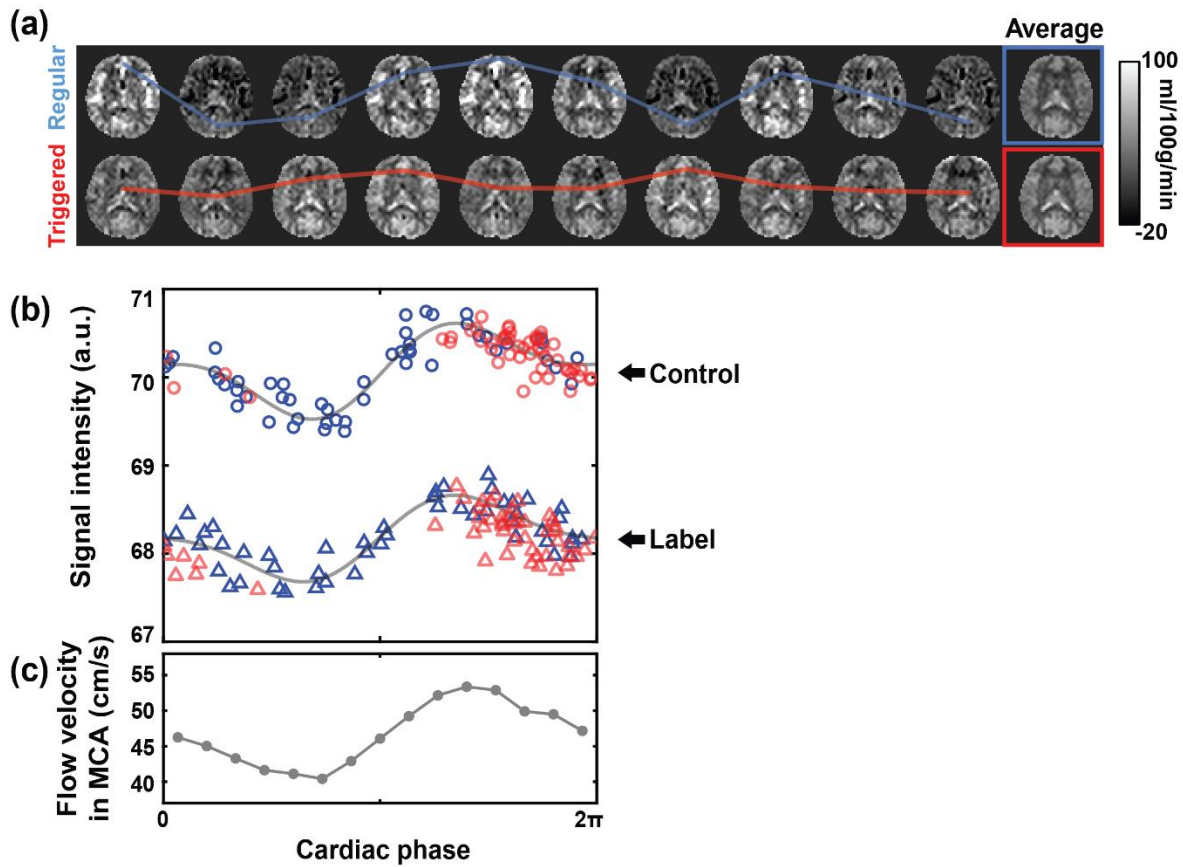 (a)
Regular
Triggered
Average
100
ml/100g/min
-20
(b)
Signal intensity (a.u.)
71
70
69
68
67
Control
Label
(c)
Flow velocity
in MCA (cm/s)
55
50
45
40
0
2π
Cardiac phase